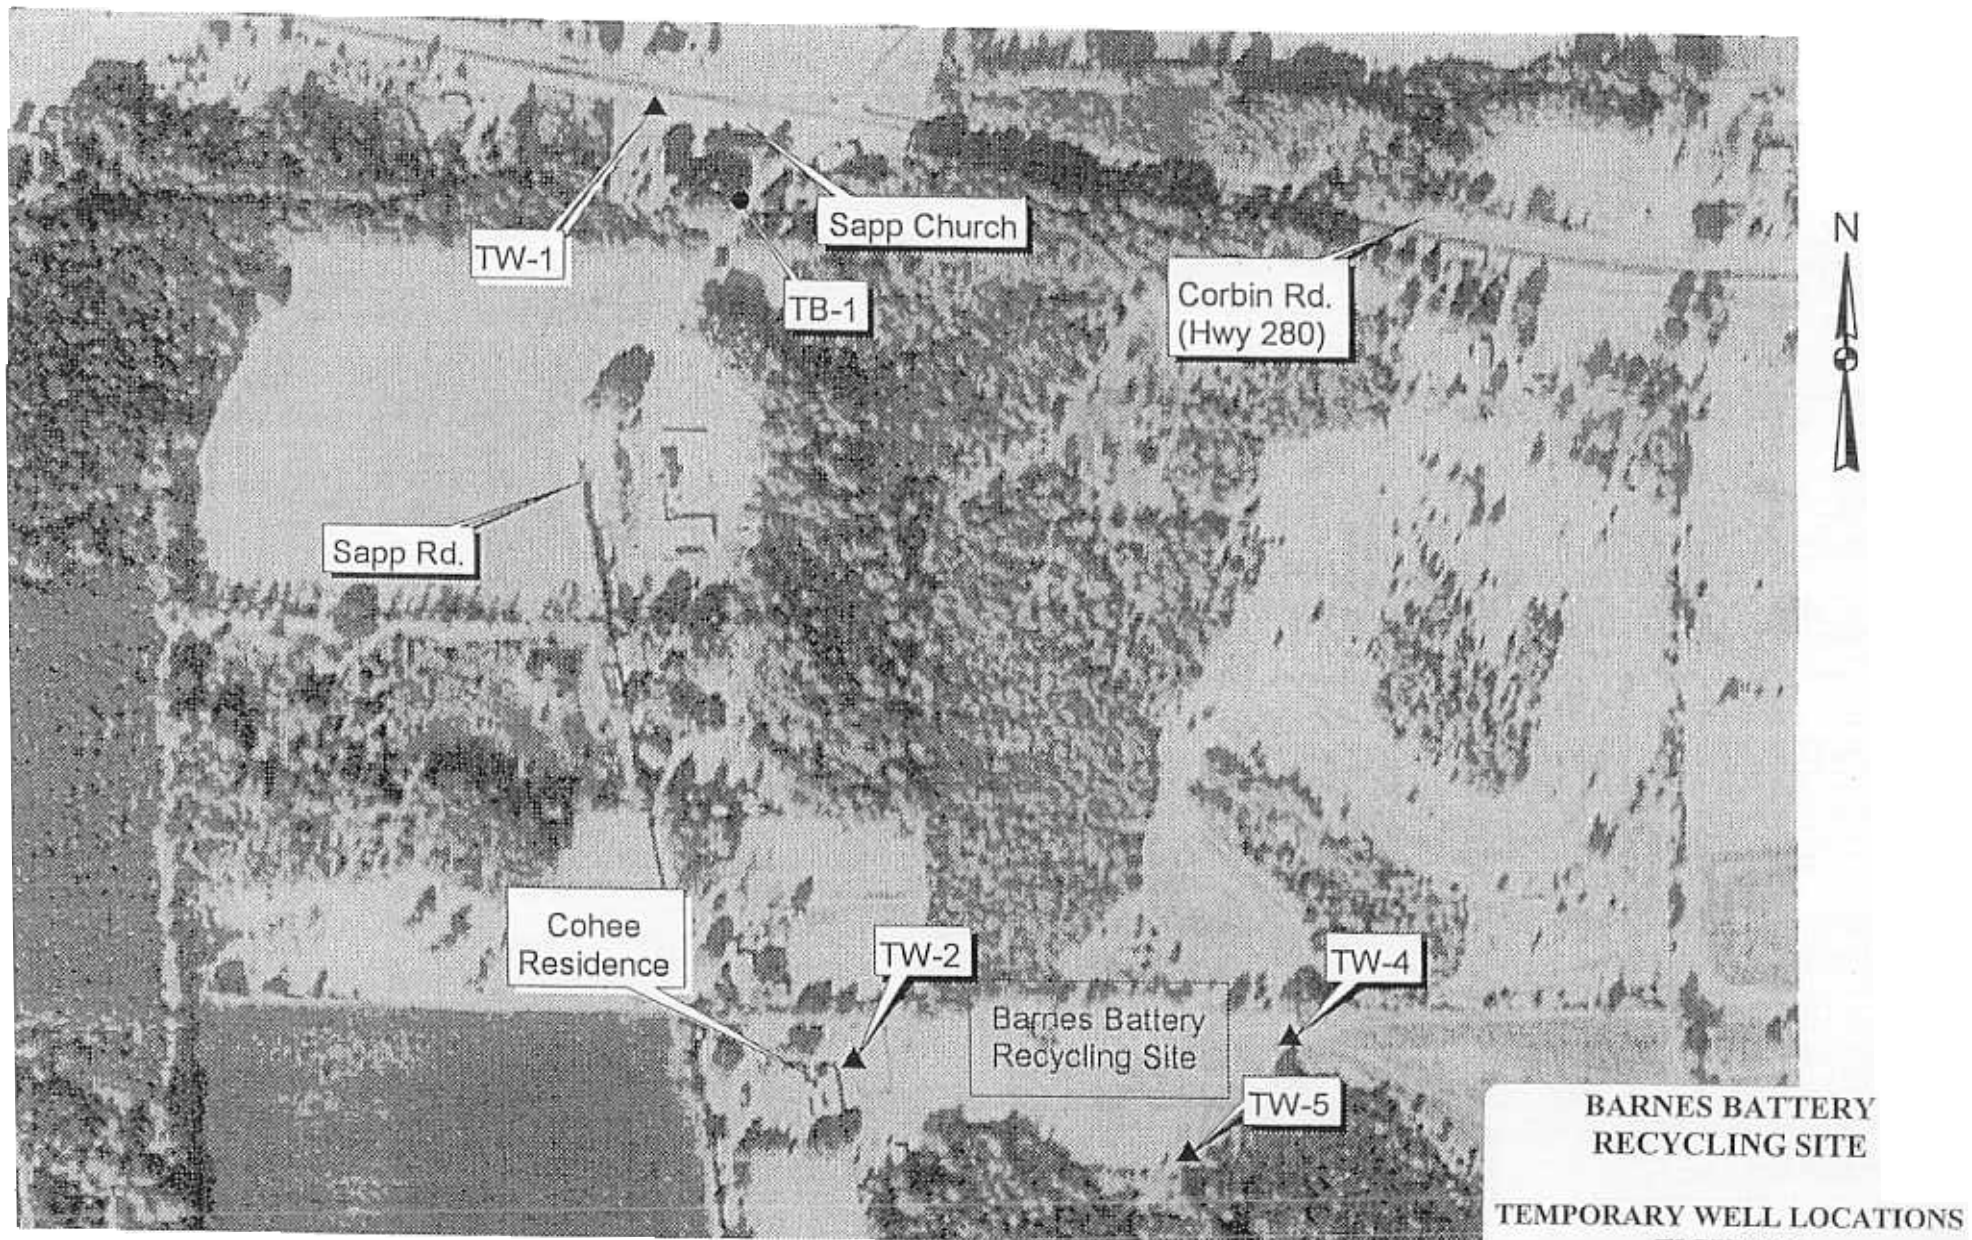 N
Sapp Church
TW-1
TB-1
Corbin Rd.
(Hwy 280)
Sapp Rd.
Cohee
Residence
TW-2
TW-4
Barnes Battery
Recycling Site
TW-5
BARNES BATTERY
RECYCLING SITE
TEMPORARY WELL LOCATIONS